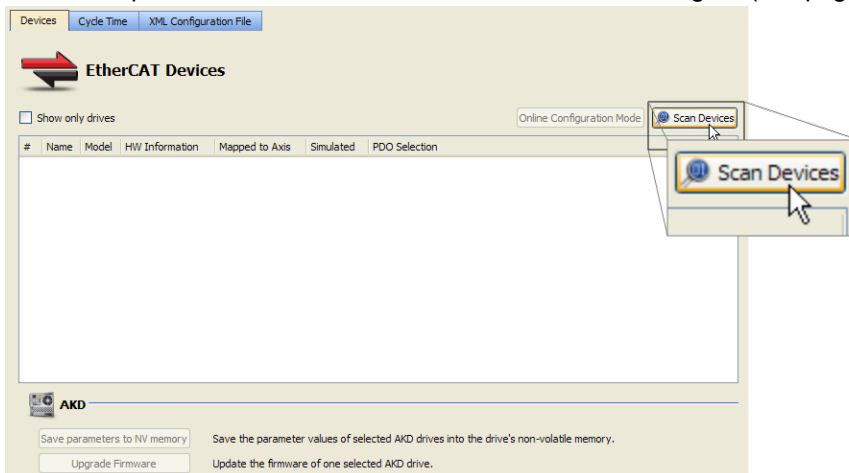 Devices Cycle Time XML Configuration File
EtherCAT Devices
Show only drives
Online Configuration Mode Scan Devices
# Name Model HW Information Mapped to Axis Simulated PDO Selection
Scan Devices
AKD
Save parameters to NV memory Save the parameter values of selected AKD drives into the drive's non-volatile memory.
Upgrade Firmware Update the firmware of one selected AKD drive.